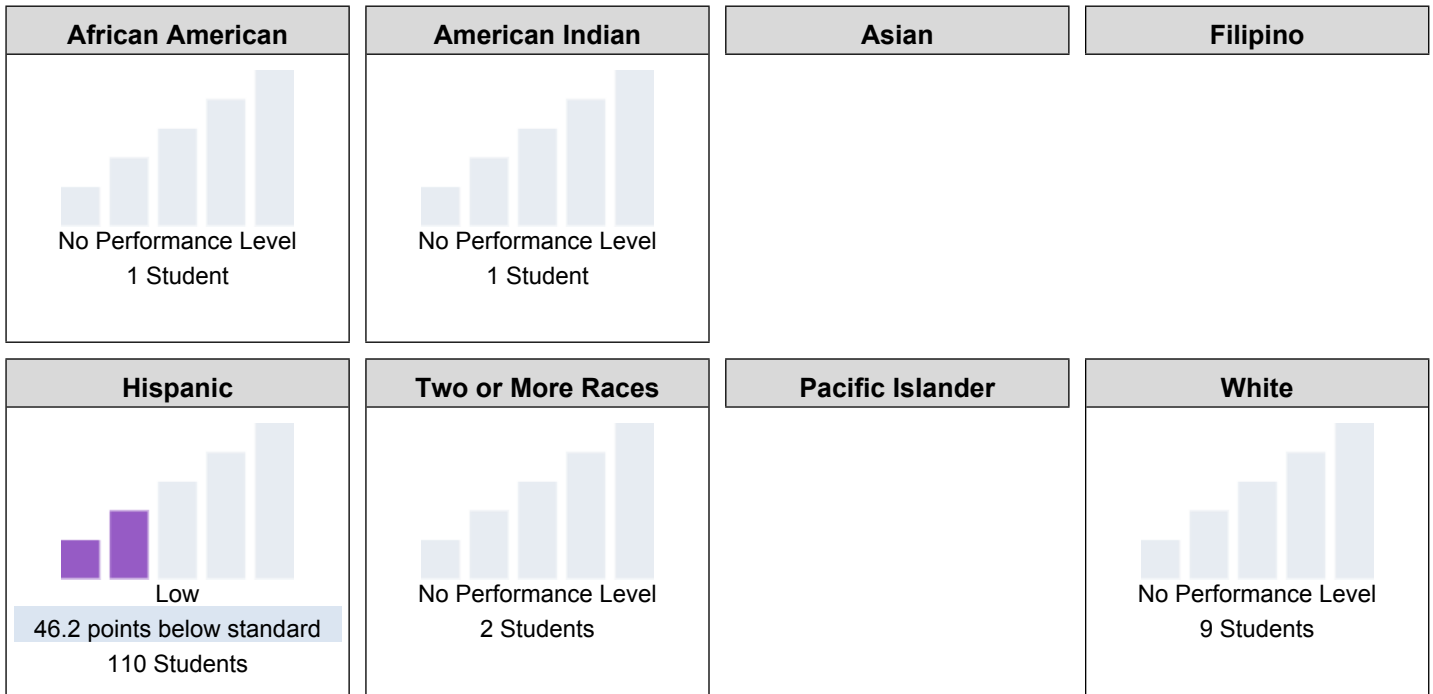 African American
No Performance Level
1 Student
American Indian
No Performance Level
1 Student
Asian
Filipino
Hispanic
Low
46.2 points below standard
110 Students
Two or More Races
No Performance Level
2 Students
Pacific Islander
White
No Performance Level
9 Students